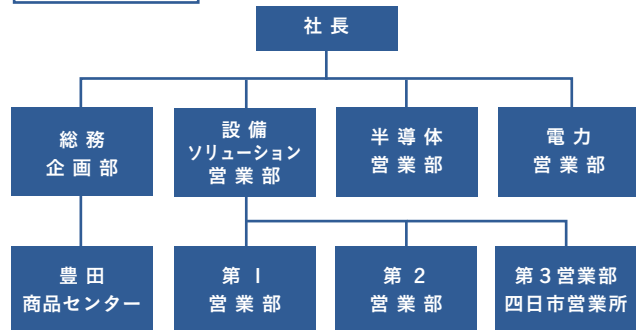 社長
総務
企画部
設備
ソリューション
営業部
半導体
営業部
電力
営業部
豊田
商品センター
第1
営業部
第2
営業部
第3営業部
四日市営業所